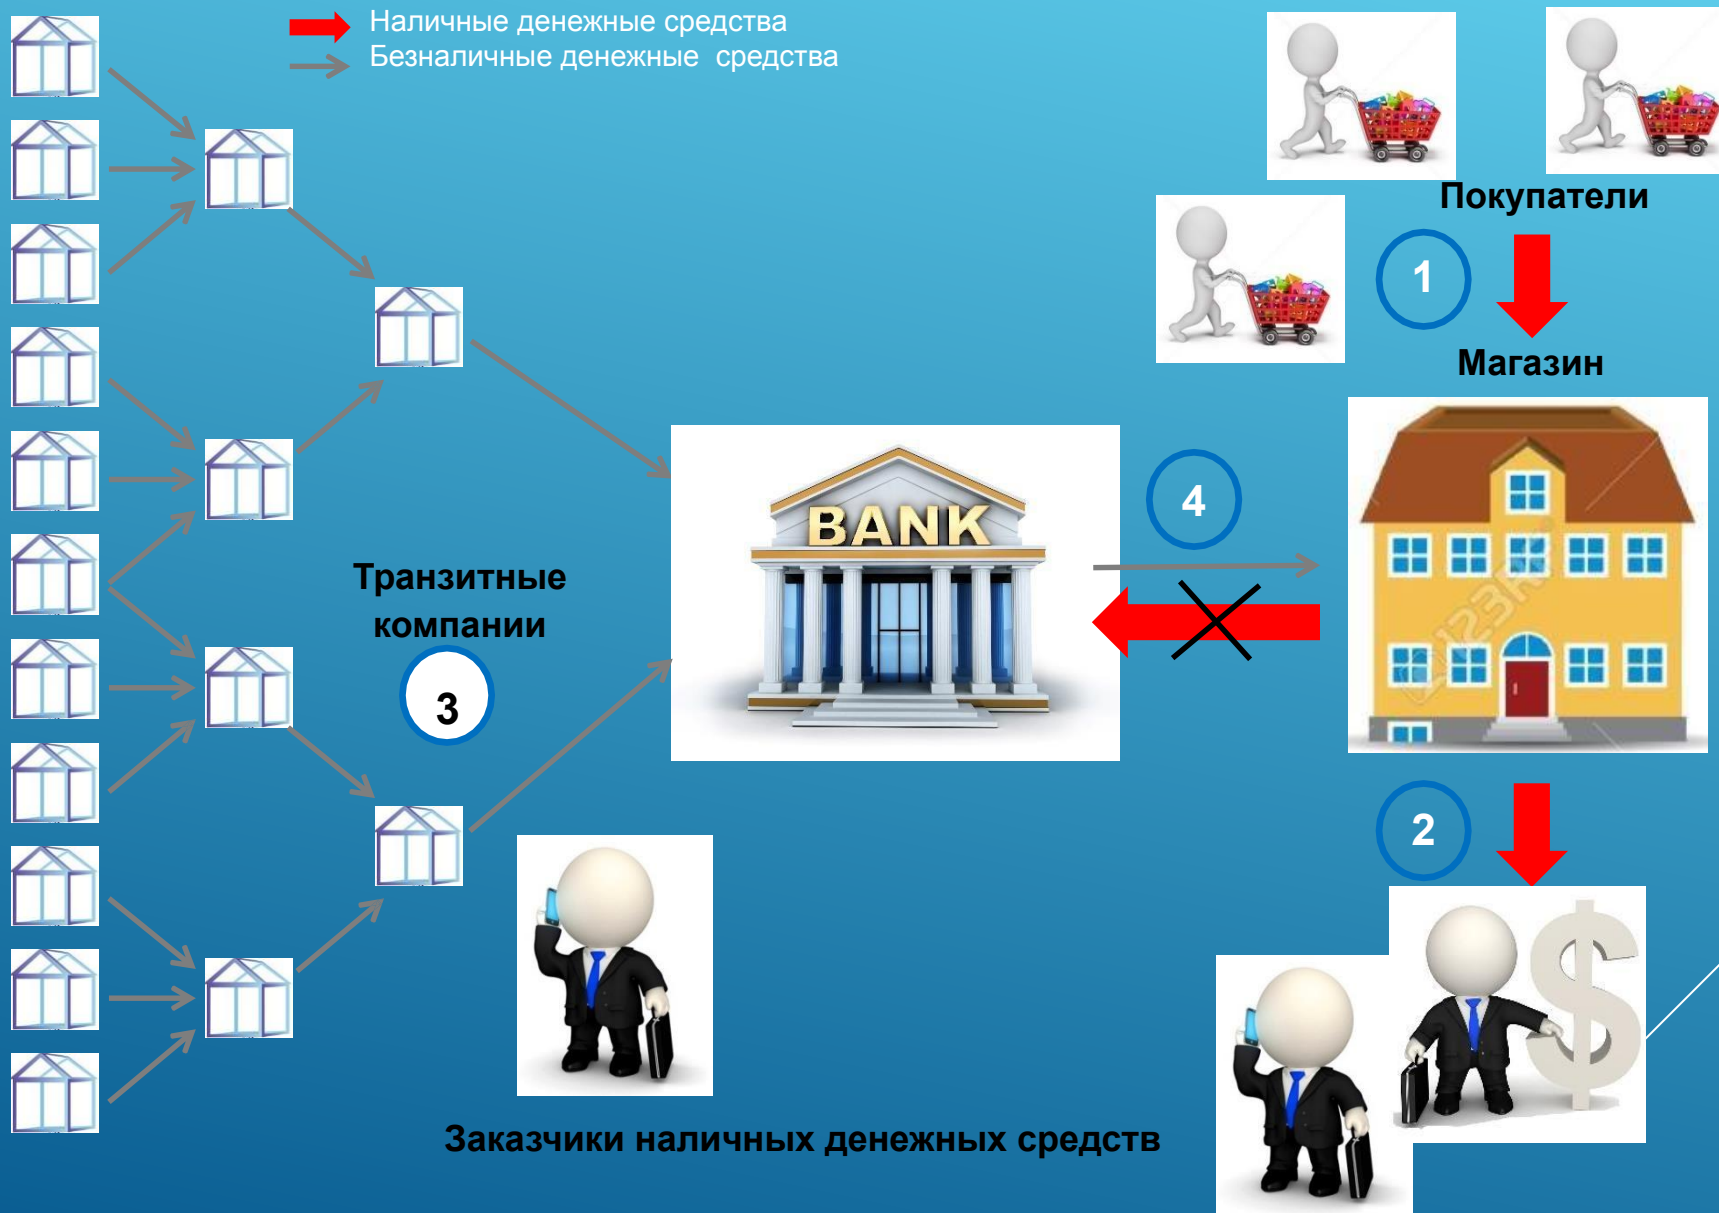 Наличные денежные средства
Безналичные денежные средства
Покупатели
1
Магазин
BANK
4
Транзитные
компании
3
123RF
2
Заказчики наличных денежных средств